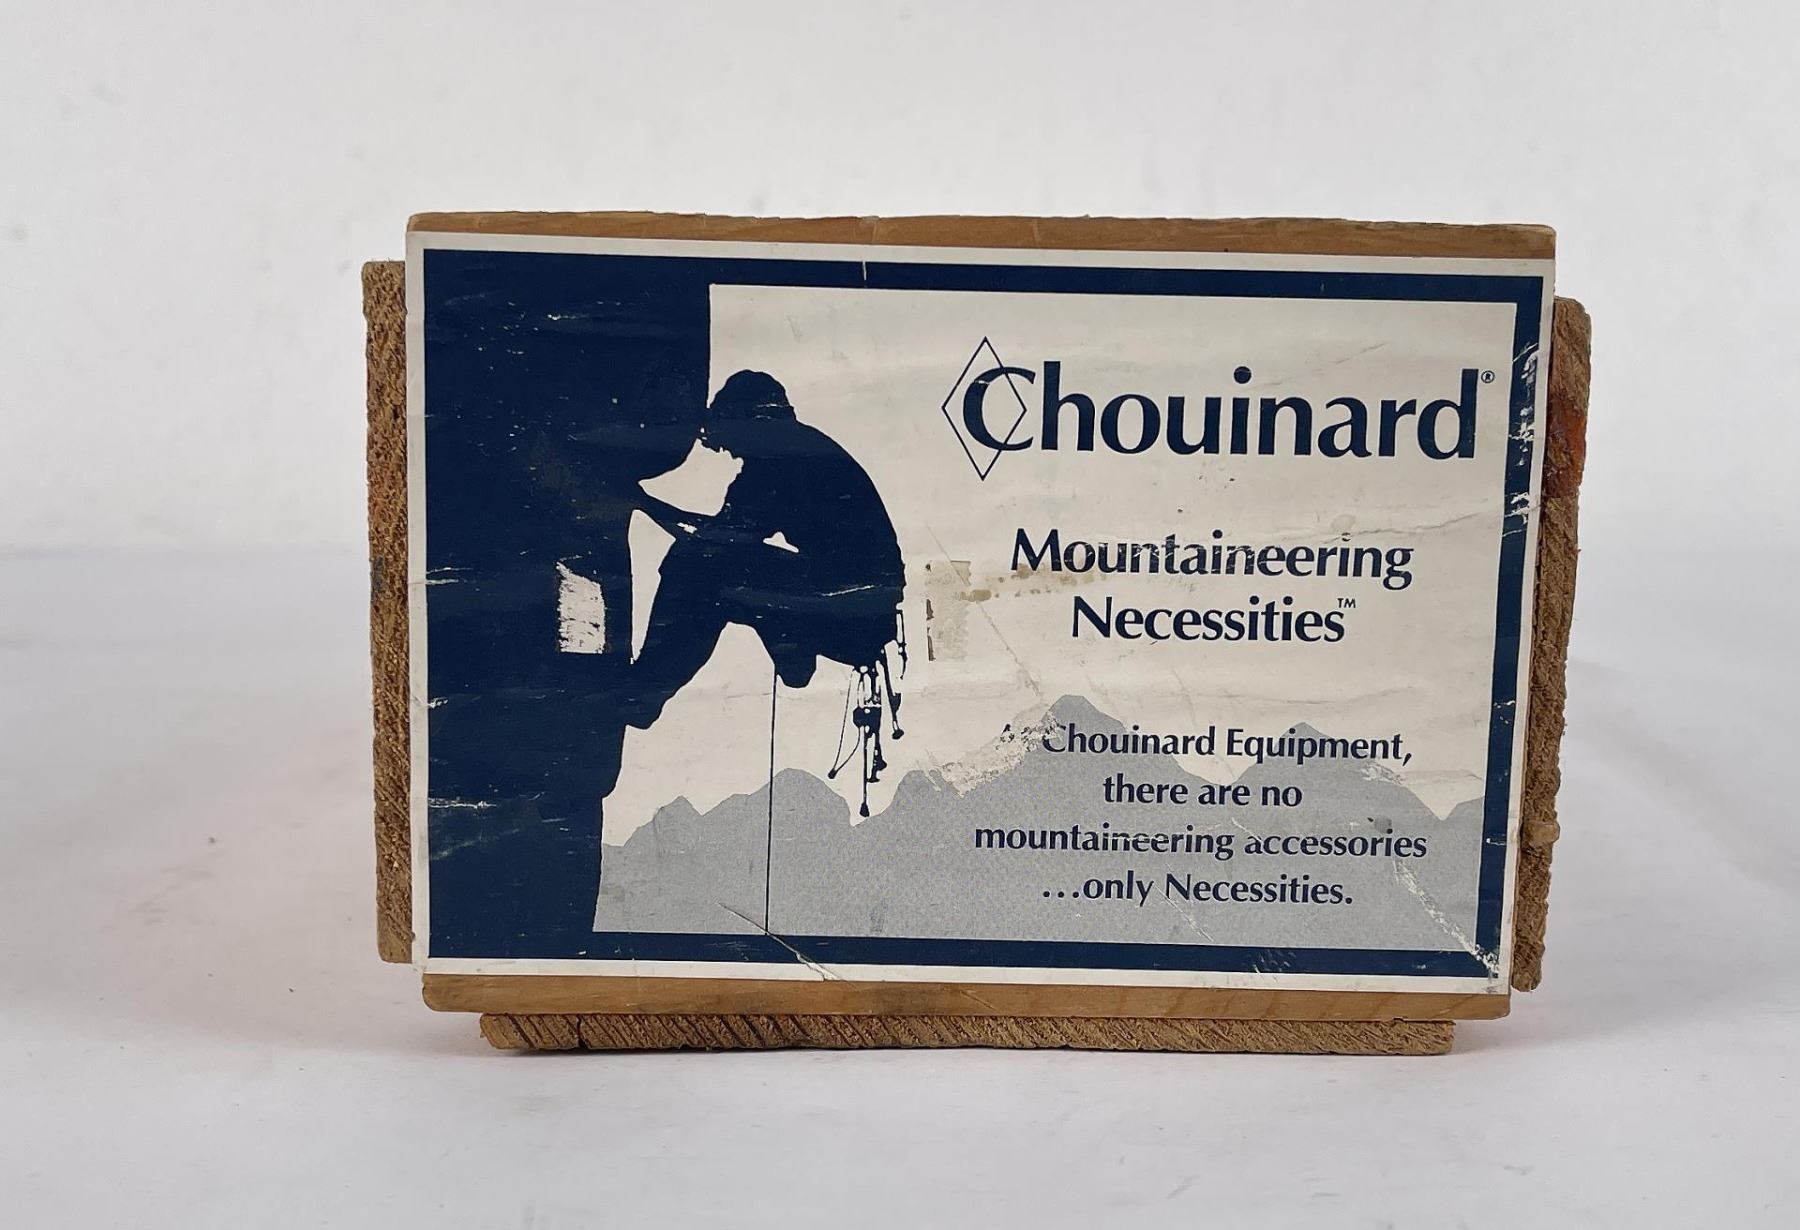 Chouinard®
Mountaineering
Necessities™
Chouinard Equipment,
there are no
mountaineering accessories
...only Necessities.